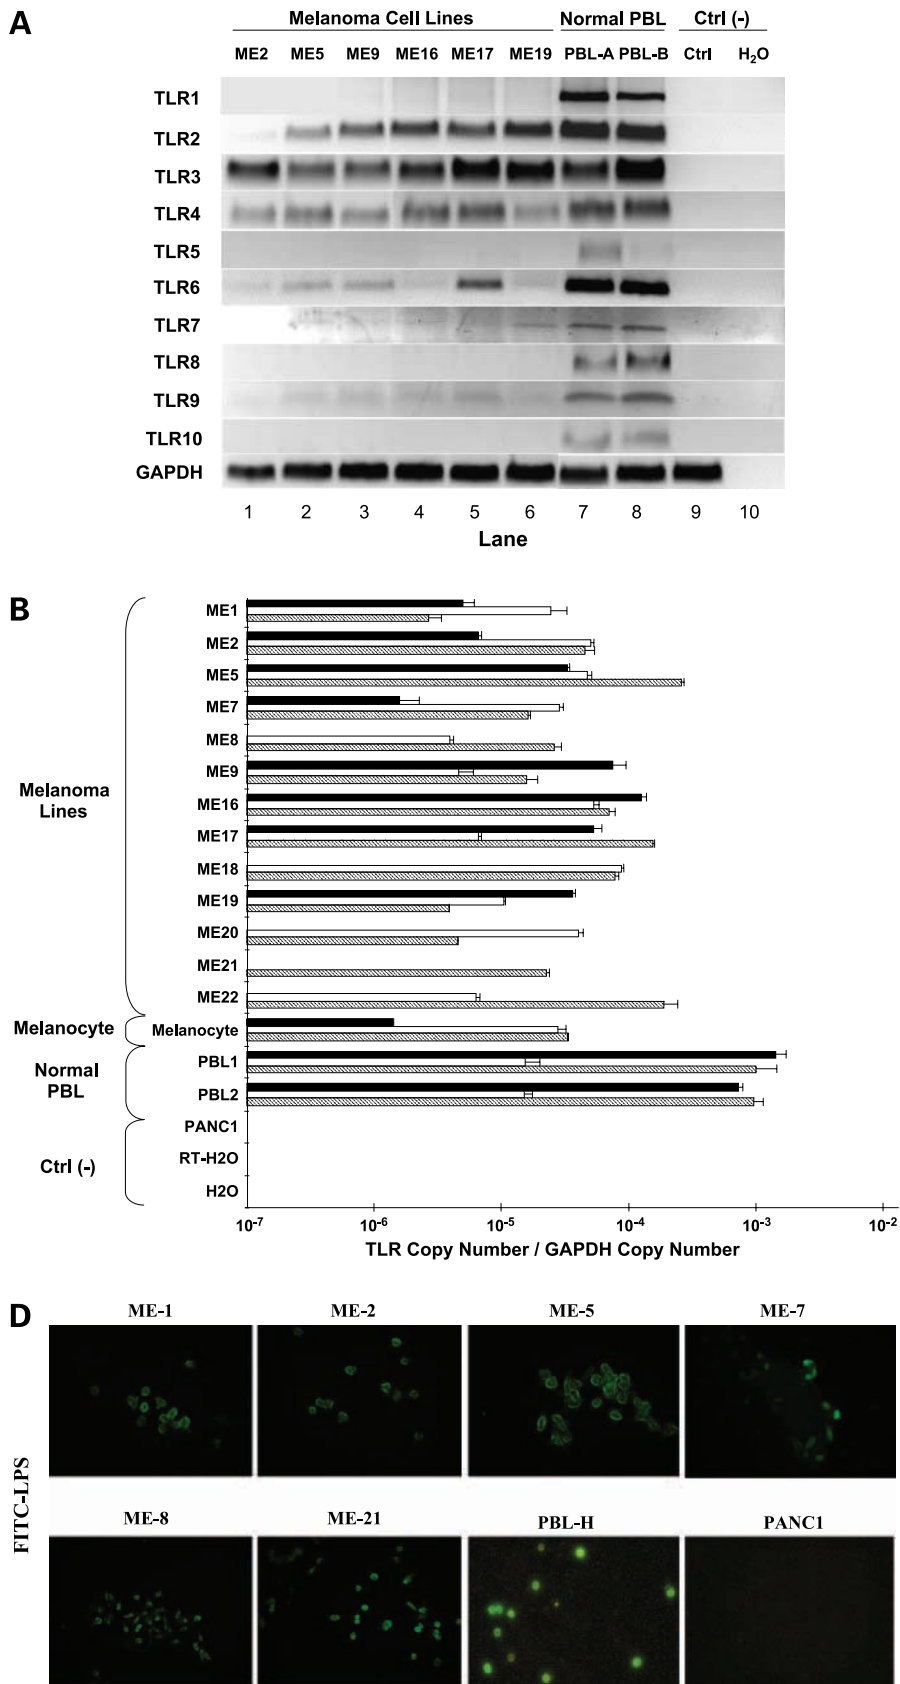 A
Melanoma Cell Lines Normal PBL Ctrl (-)
ME2 ME5 ME9 ME16 ME17 ME19 PBL-A PBL-B Ctrl H₂O
TLR1
TLR2
TLR3
TLR4
TLR5
TLR6
TLR7
TLR8
TLR9
TLR10
GAPDH
1 2 3 4 5 6 7 8 9 10
Lane
B
Melanoma Lines
ME1
ME2
ME5
ME7
ME8
ME9
ME16
ME17
ME18
ME19
ME20
ME21
ME22
Melanocyte
Melanocyte
Normal PBL
PBL1
PBL2
Ctrl (-)
PANC1
RT-H2O
H2O
10⁻⁷ 10⁻⁶ 10⁻⁵ 10⁻⁴ 10⁻³ 10⁻²
TLR Copy Number / GAPDH Copy Number
D
ME-1 ME-2 ME-5 ME-7
FITC-LPS
ME-8 ME-21 PBL-H PANC1